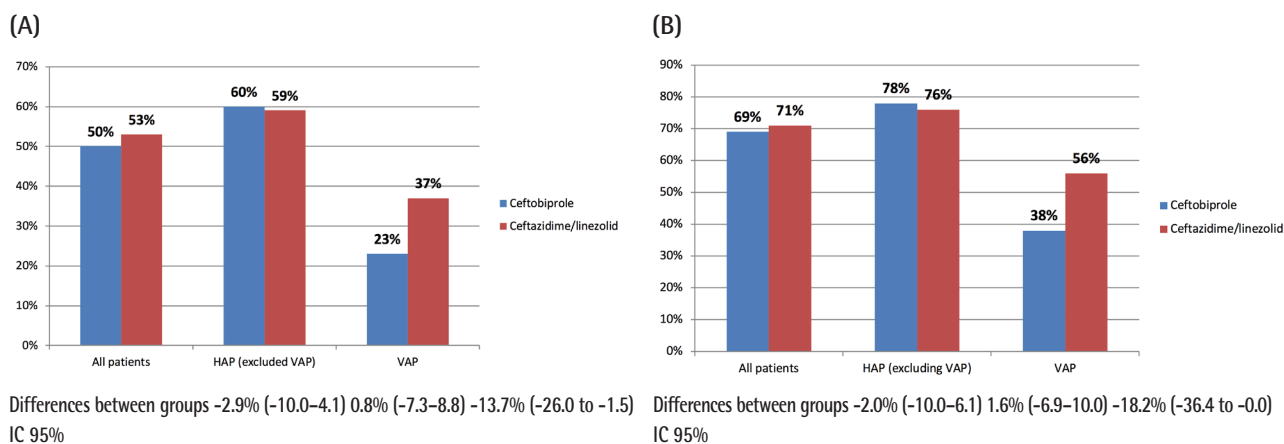 (A)
70%
60%
50%
40%
30%
20%
10%
0%
50%
53%
60%
59%
23%
37%
All patients
HAP (excluded VAP)
VAP
Ceftobiprole
Ceftazidime/linezolid
Differences between groups -2.9% (-10.0–4.1) 0.8% (-7.3–8.8) -13.7% (-26.0 to -1.5)
IC 95%
(B)
90%
80%
70%
60%
50%
40%
30%
20%
10%
0%
69%
71%
78%
76%
38%
56%
All patients
HAP (excluding VAP)
VAP
Ceftobiprole
Ceftazidime/linezolid
Differences between groups -2.0% (-10.0–6.1) 1.6% (-6.9–10.0) -18.2% (-36.4 to -0.0)
IC 95%